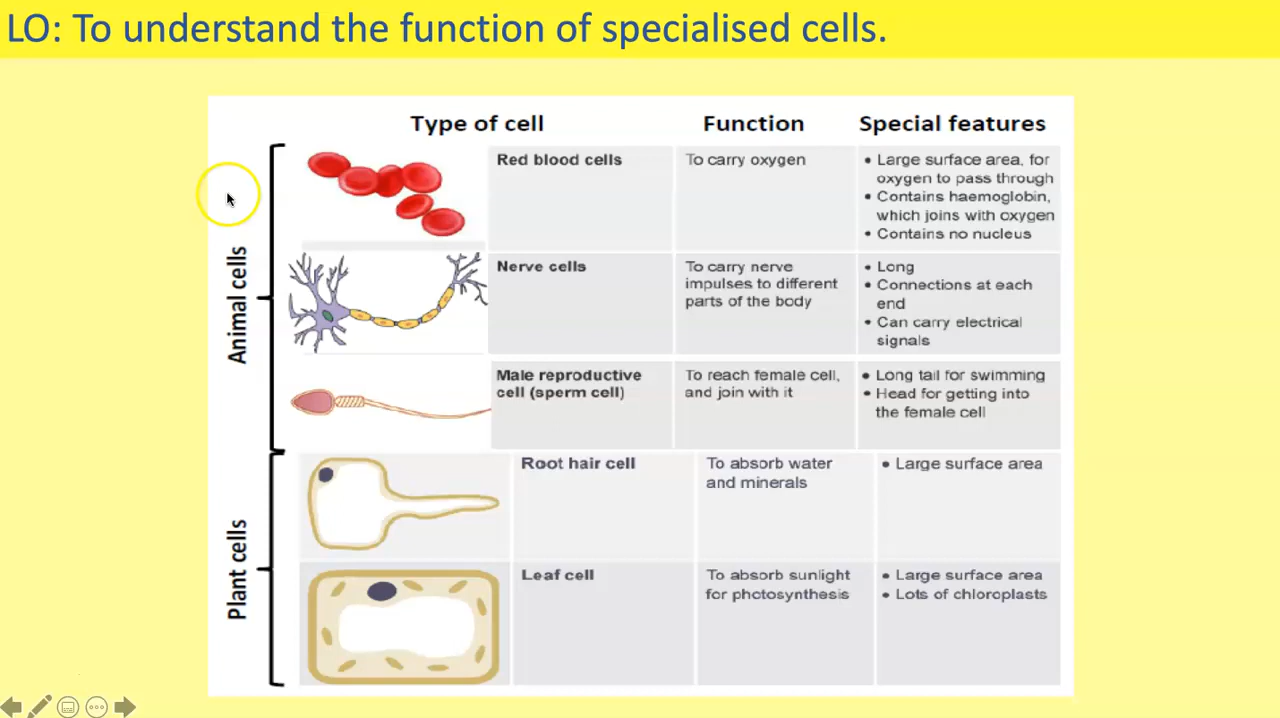 LO: To understand the function of specialised cells.
Type of cell Function Special features
Animal cells
Red blood cells
To carry oxygen
• Large surface area, for
oxygen to pass through
• Contains haemoglobin,
which joins with oxygen
• Contains no nucleus
Nerve cells
To carry nerve
impulses to different
parts of the body
• Long
• Connections at each
end
• Can carry electrical
signals
Male reproductive
cell (sperm cell)
To reach female cell,
and join with it
• Long tail for swimming
• Head for getting into
the female cell
Plant cells
Root hair cell
To absorb water
and minerals
• Large surface area
Leaf cell
To absorb sunlight
for photosynthesis
• Large surface area
• Lots of chloroplasts